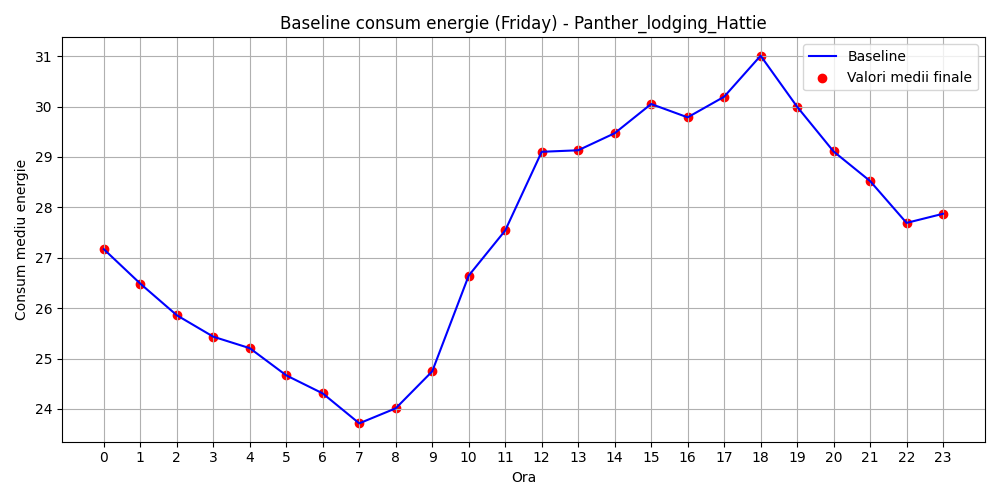 Baseline consum energie (Friday) - Panther_lodging_Hattie
Baseline
Valori medii finale
Consum mediu energie
31
30
29
28
27
26
25
24
0 1 2 3 4 5 6 7 8 9 10 11 12 13 14 15 16 17 18 19 20 21 22 23
Ora